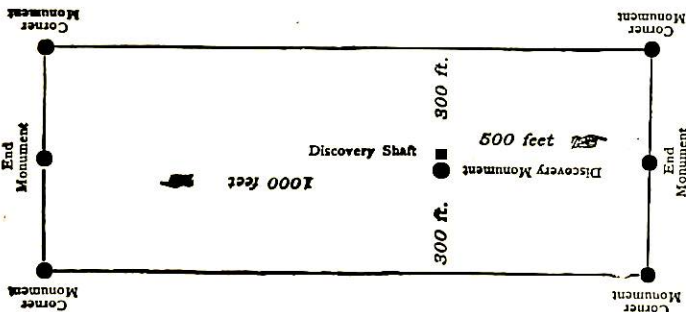 Corner
Monument
Corner
Monument
300 ft.
500 feet
End
Monument
Discovery Shaft
Discovery Monument
End
Monument
1000 feet
300 ft.
Corner
Monument
Corner
Monument